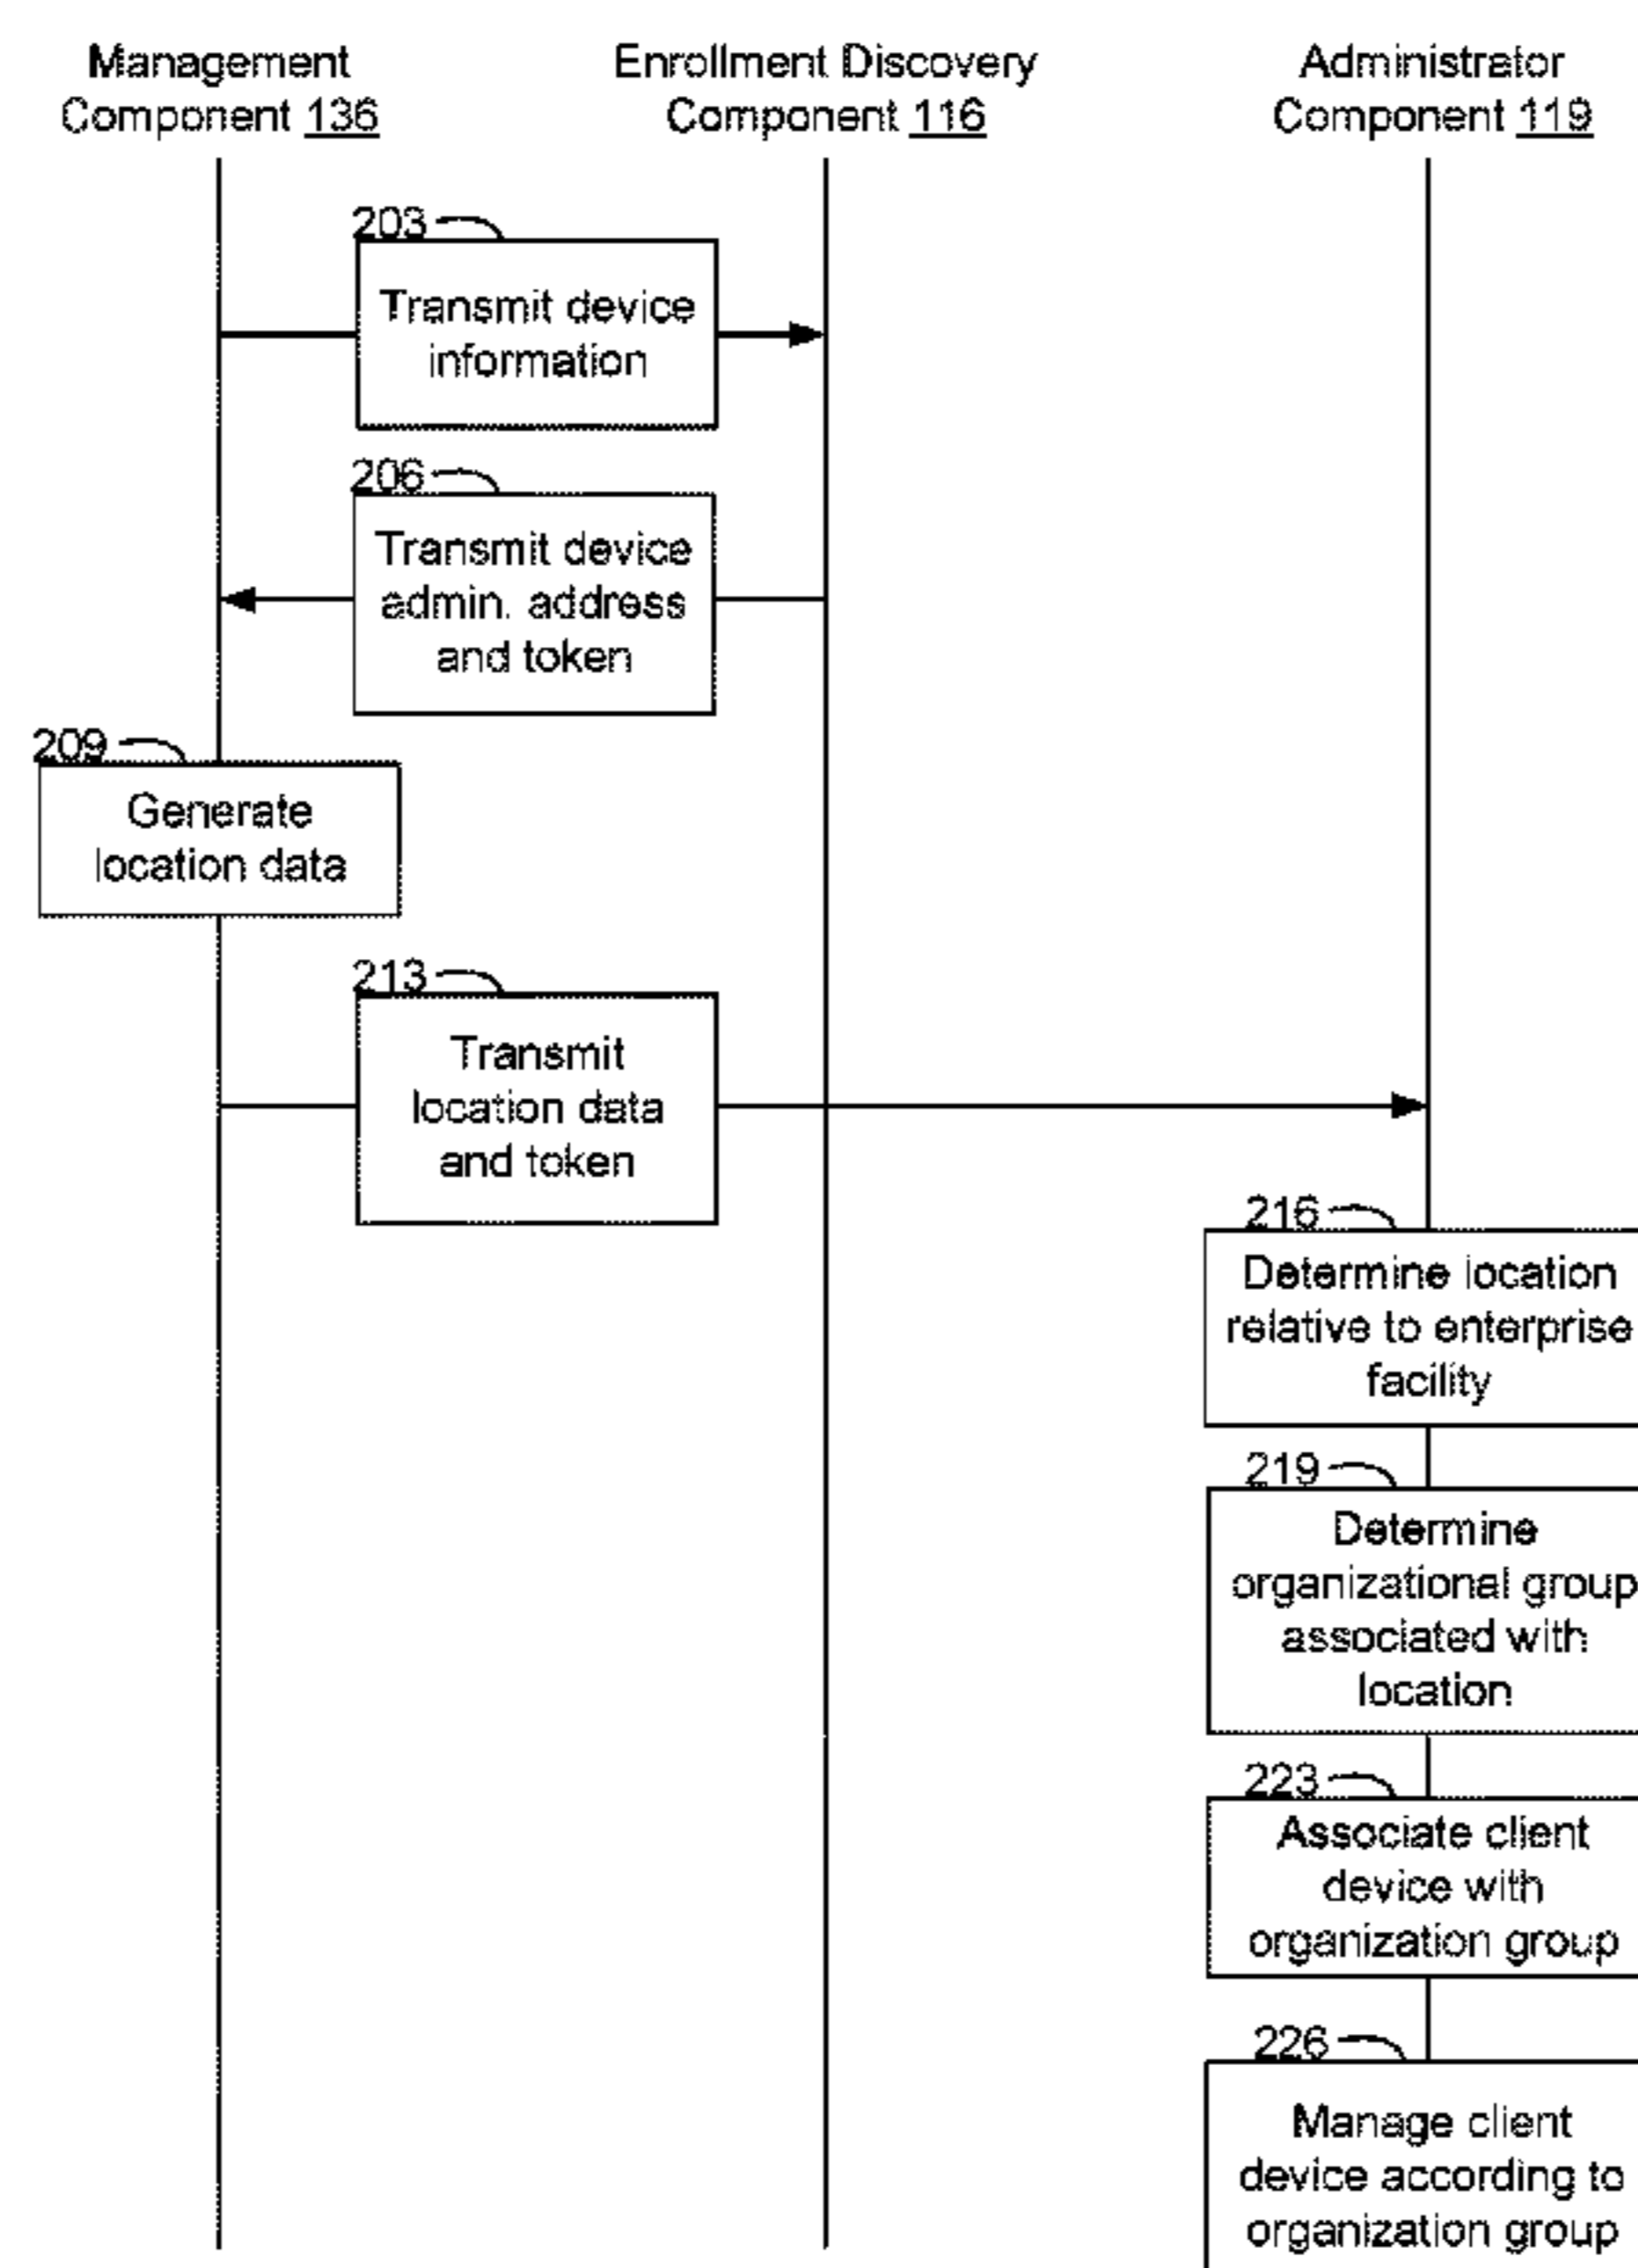 Management
Component 136
Enrollment Discovery
Component 116
Administrator
Component 119
203
Transmit device
information
206
Transmit device
admin. address
and token
209
Generate
location data
213
Transmit
location data
and token
216
Determine location
relative to enterprise
facility
219
Determine
organizational group
associated with
location
223
Associate client
device with
organization group
226
Manage client
device according to
organization group